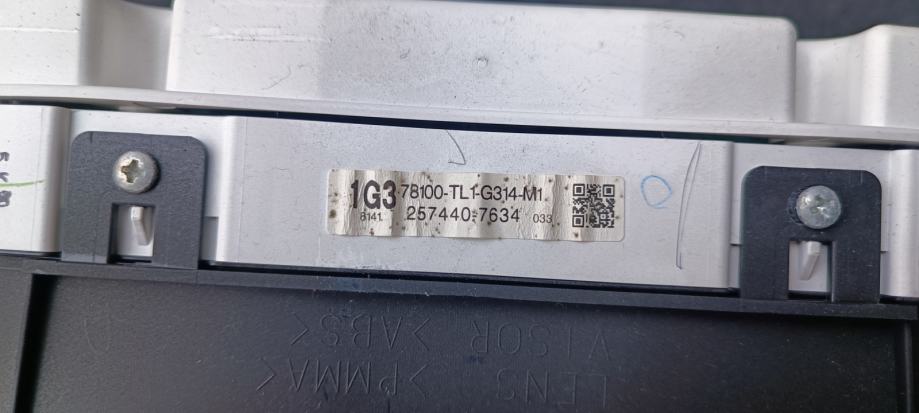 1G3 78100-TL1-G314-M1
8141 257440-7634 033
VISOR >ABS<
LENS >PMMA<